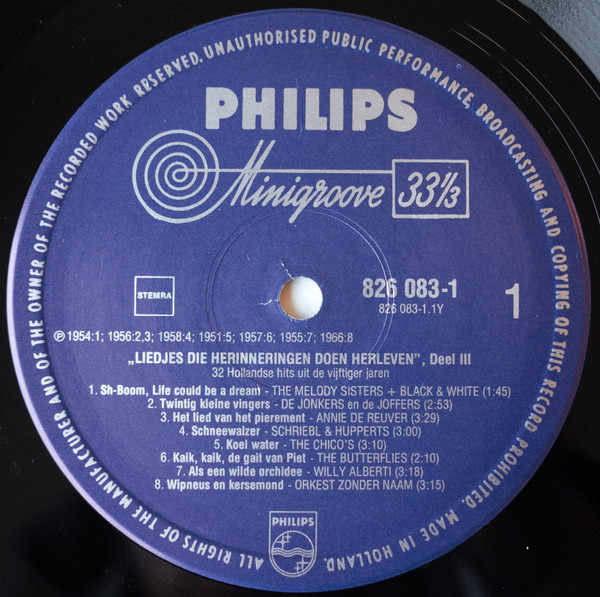 ALL RIGHTS OF THE MANUFACTURER AND OF THE OWNER OF THE RECORDED WORK RESERVED. UNAUTHORISED PUBLIC PERFORMANCE, BROADCASTING AND COPYING OF THIS RECORD PROHIBITED. MADE IN HOLLAND.
PHILIPS
Minigroove 33 1/3
STEMRA
826 083-1
826 083-1.1Y
1
℗ 1954:1; 1956:2,3; 1958:4; 1951:5; 1957:6; 1955:7; 1966:8
„LIEDJES DIE HERINNERINGEN DOEN HERLEVEN", Deel III
32 Hollandse hits uit de vijftiger jaren
1. Sh-Boom, Life could be a dream - THE MELODY SISTERS + BLACK & WHITE (1:45)
2. Twintig kleine vingers - DE JONKERS en de JOFFERS (2:53)
3. Het lied van het pierement - ANNIE DE REUVER (3:29)
4. Schneewalzer - SCHRIEBL & HUPPERTS (3:00)
5. Koel water - THE CHICO'S (3:10)
6. Kalk, kalk, de gait van Piet - THE BUTTERFLIES (2:10)
7. Als een wilde orchidee - WILLY ALBERTI (3:18)
8. Wipneus en kersemond - ORKEST ZONDER NAAM (3:15)
PHILIPS